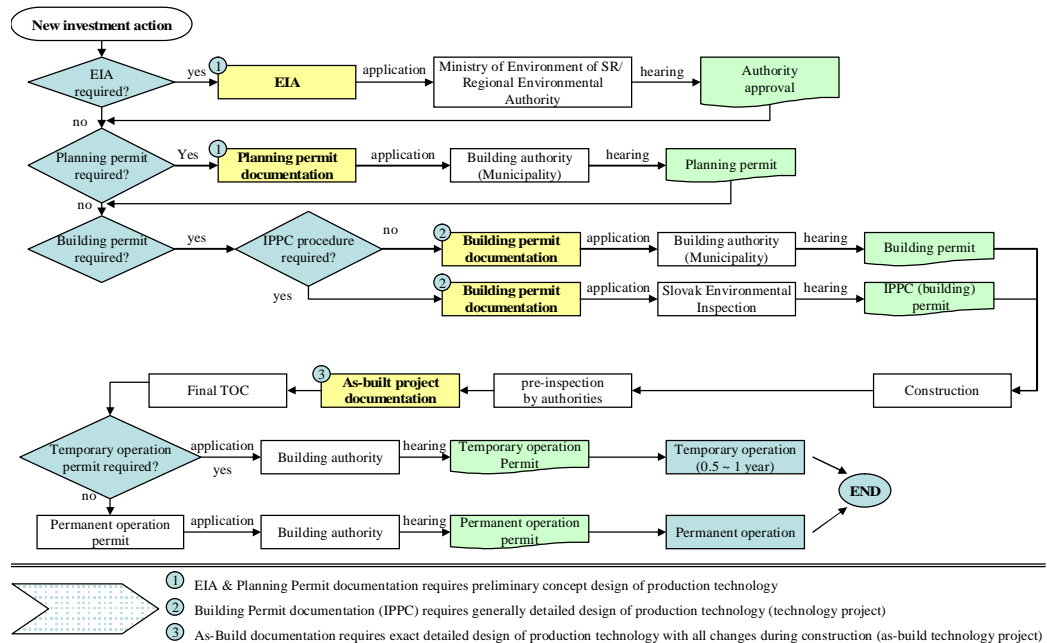 New investment action
EIA
required?
yes
1
EIA
application
Ministry of Environment of SR/
Regional Environmental
Authority
hearing
Authority
approval
no
Planning permit
required?
Yes
1
Planning permit
documentation
application
Building authority
(Municipality)
hearing
Planning permit
no
Building permit
required?
yes
IPPC procedure
required?
no
2
Building permit
documentation
application
Building authority
(Municipality)
hearing
Building permit
yes
2
Building permit
documentation
application
Slovak Environmental
Inspection
hearing
IPPC (building)
permit
Final TOC
3
As-built project
documentation
pre-inspection
by authorities
Construction
Temporary operation
permit required?
application
yes
Building authority
hearing
Temporary operation
Permit
Temporary operation
(0.5 ~ 1 year)
END
no
Permanent operation
permit
application
Building authority
hearing
Permanent operation
permit
Permanent operation
1 EIA & Planning Permit documentation requires preliminary concept design of production technology
2 Building Permit documentation (IPPC) requires generally detailed design of production technology (technology project)
3 As-Build documentation requires exact detailed design of production technology with all changes during construction (as-build technology project)